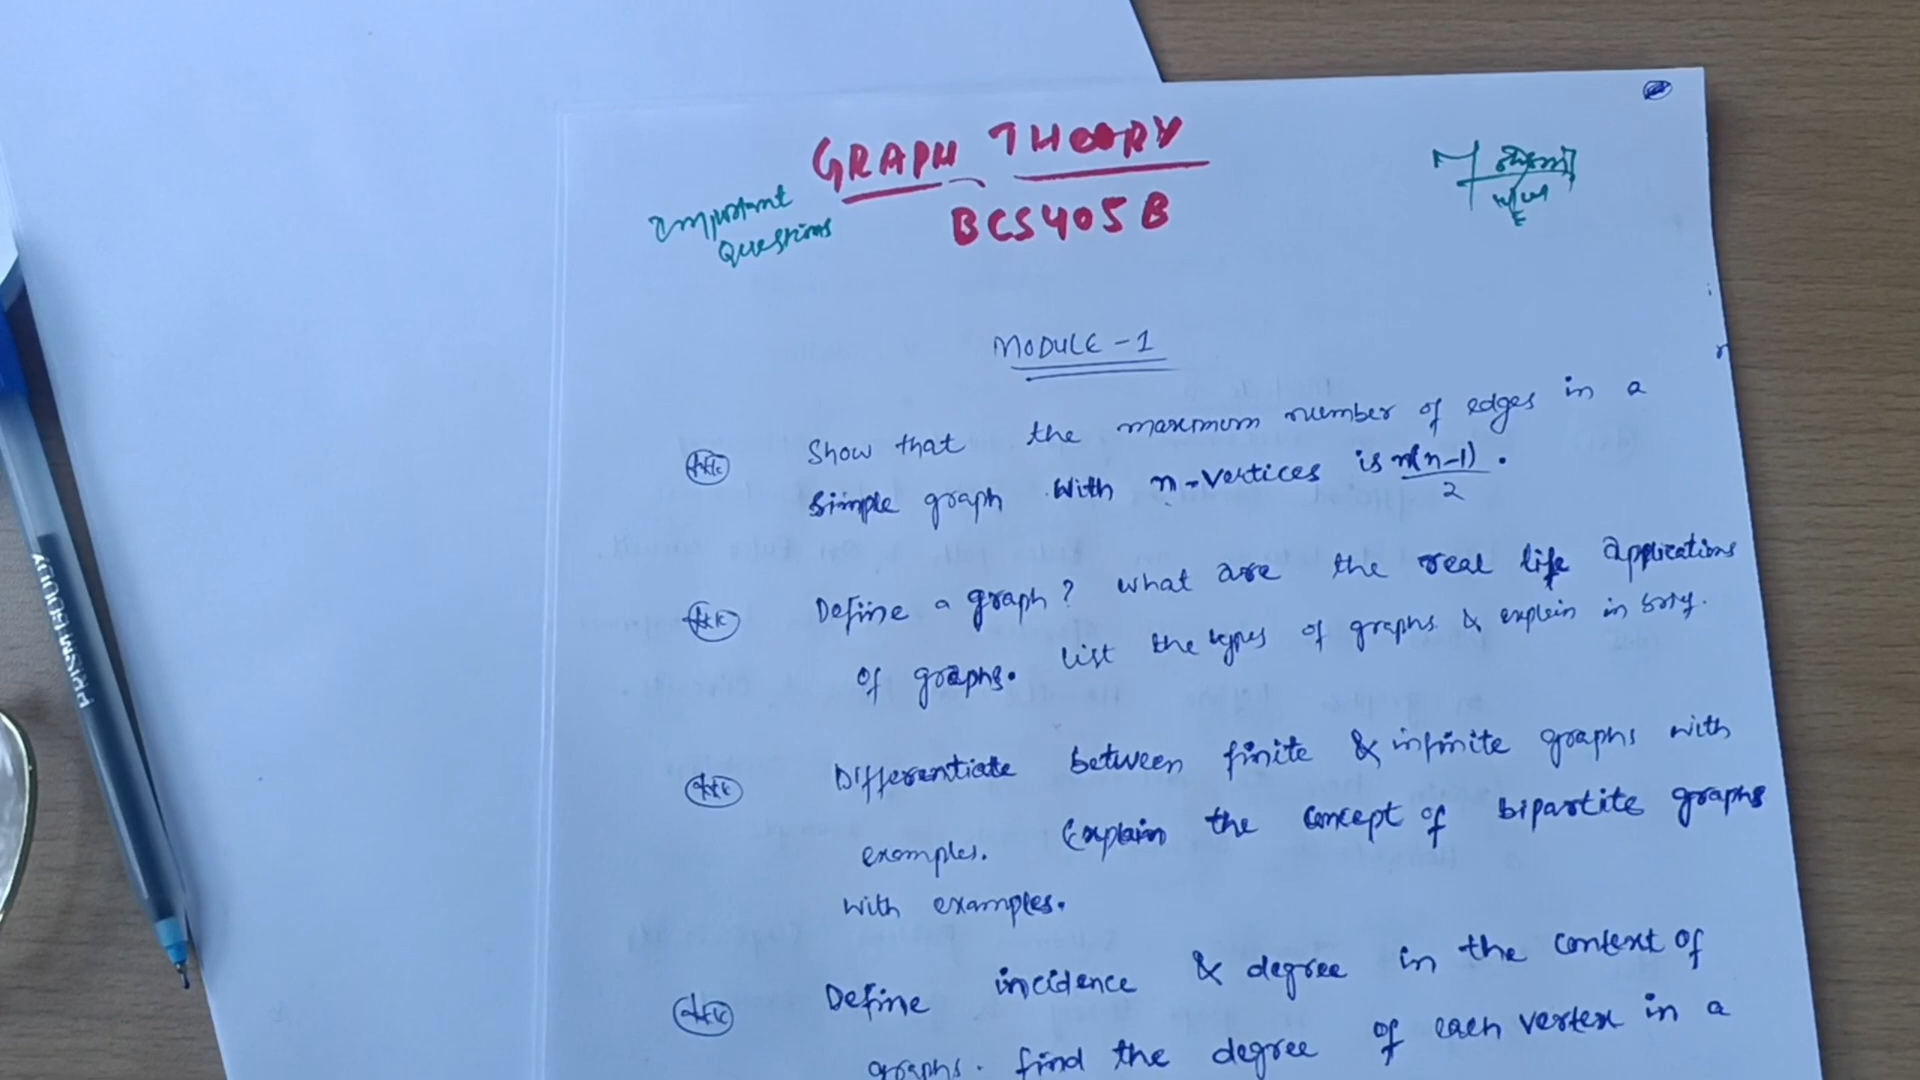 GRAPH THEORY
Important
Questions
BCS405B
MODULE-1
Show that the maximum number of edges in a
Simple graph with n-vertices is n(n-1)/2.
Define a graph? what are the real life applications
of graphs. List the types of graphs & explain in
Differentiate between finite & infinite graphs with
examples. Explain the concept of bipartite graphs
with examples.
Define incidence & degree in the context of
graphs. find the degree of each vertex in a
PRISMEBODY